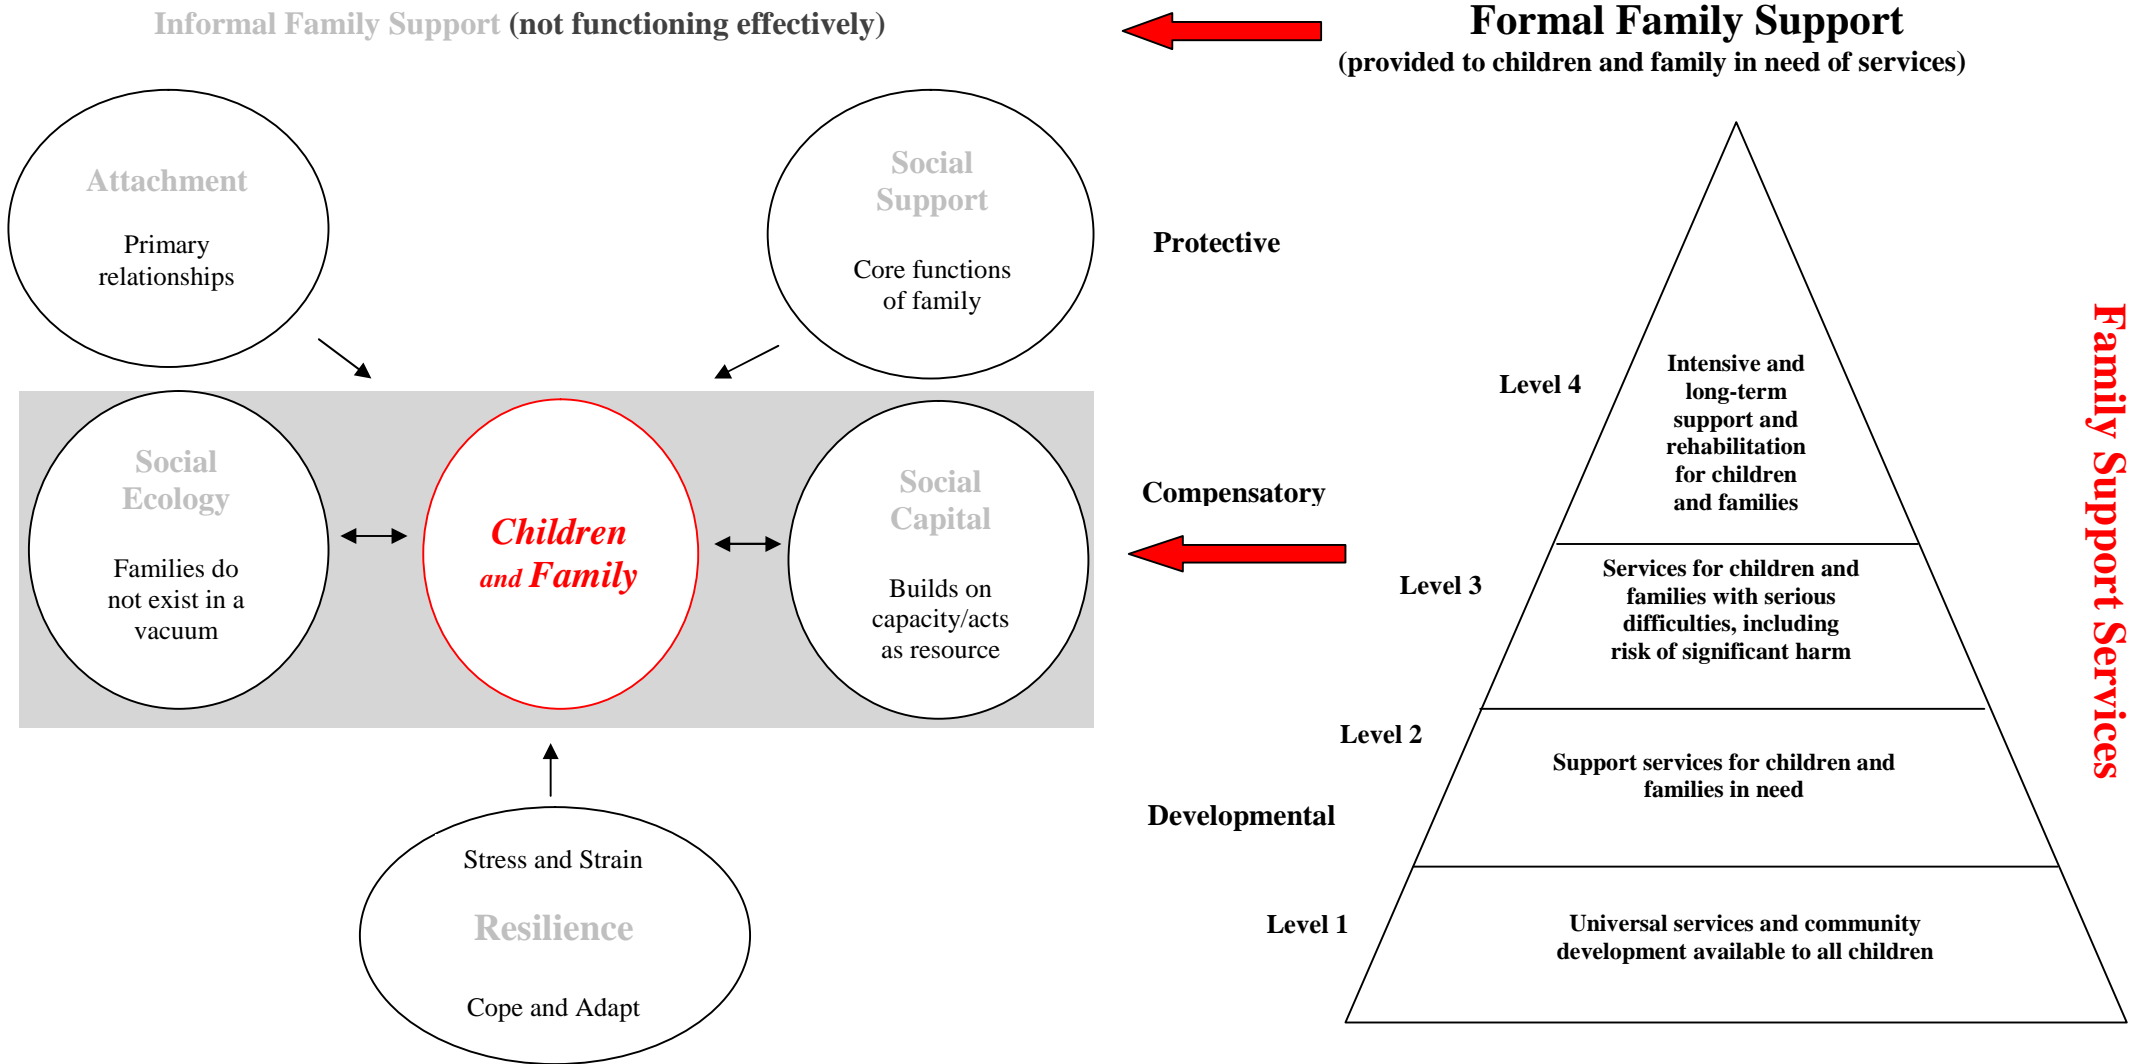 Informal Family Support (not functioning effectively)
Formal Family Support
(provided to children and family in need of services)
Attachment
Primary
relationships
Social
Support
Core functions
of family
Social
Ecology
Families do
not exist in a
vacuum
Children
and Family
Social
Capital
Builds on
capacity/acts
as resource
Stress and Strain
Resilience
Cope and Adapt
Protective
Compensatory
Developmental
Level 4
Intensive and
long-term
support and
rehabilitation
for children
and families
Level 3
Services for children and
families with serious
difficulties, including
risk of significant harm
Level 2
Support services for children and
families in need
Level 1
Universal services and community
development available to all children
Family Support Services